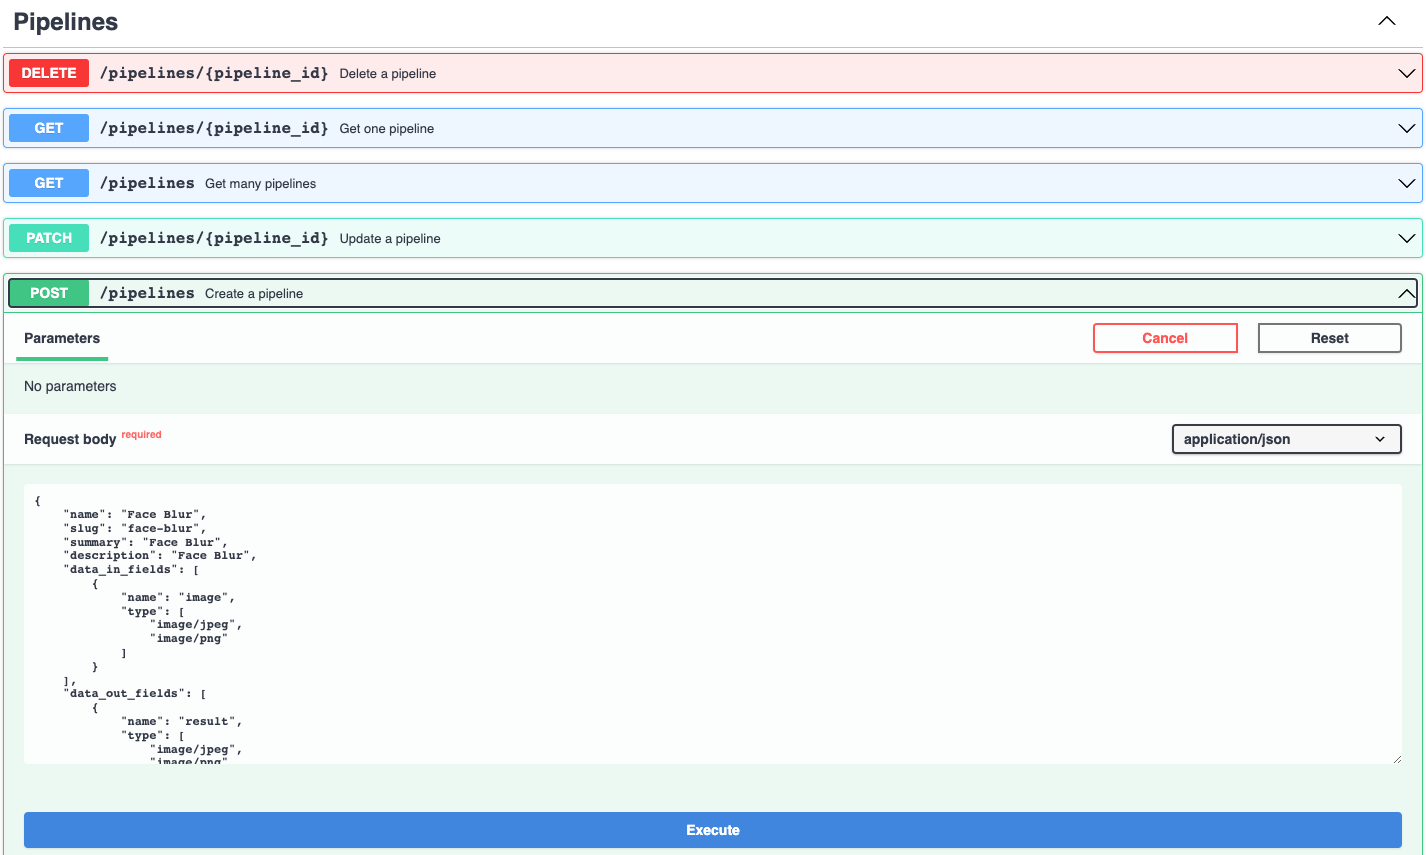 Pipelines
DELETE /pipelines/{pipeline_id} Delete a pipeline
GET /pipelines/{pipeline_id} Get one pipeline
GET /pipelines Get many pipelines
PATCH /pipelines/{pipeline_id} Update a pipeline
POST /pipelines Create a pipeline
Parameters Cancel Reset
No parameters
Request body required application/json
{
    "name": "Face Blur",
    "slug": "face-blur",
    "summary": "Face Blur",
    "description": "Face Blur",
    "data_in_fields": [
        {
            "name": "image",
            "type": [
                "image/jpeg",
                "image/png"
            ]
        }
    ],
    "data_out_fields": [
        {
            "name": "result",
            "type": [
                "image/jpeg",
                "image/png"
Execute